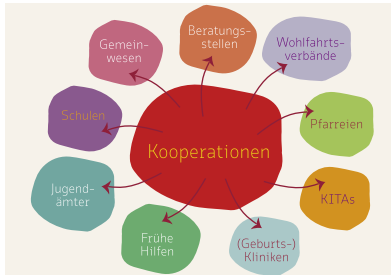 Gemein-
wesen
Beratungs-
stellen
Wohlfahrts-
verbände
Schulen
Pfarreien
Kooperationen
Jugend-
ämter
KITAs
Frühe
Hilfen
(Geburts-)
Kliniken